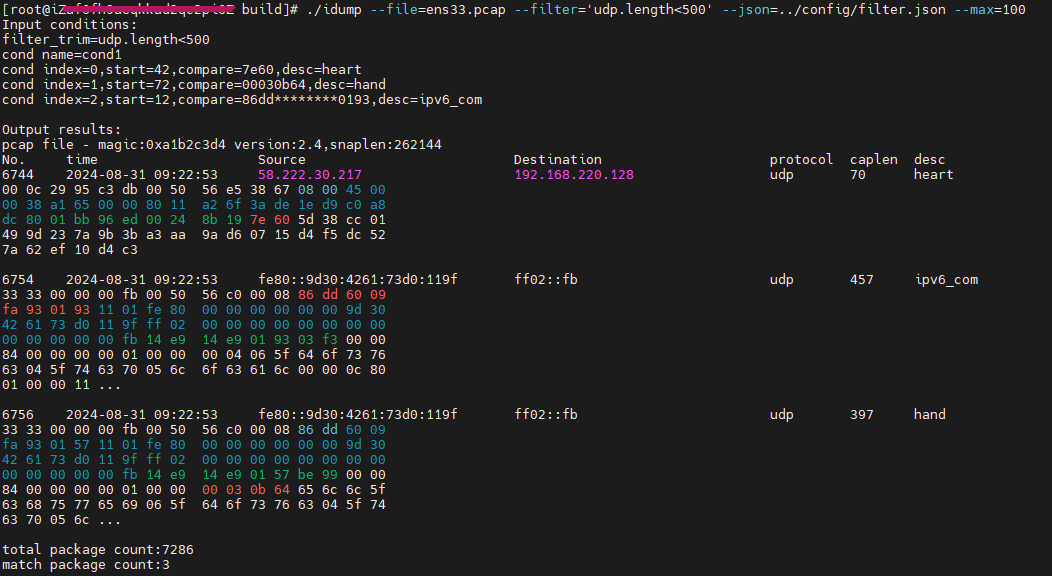 [root@ build]# ./idump --file=ens33.pcap --filter='udp.length<500' --json=../config/filter.json --max=100
Input conditions:
filter_trim=udp.length<500
cond name=cond1
cond index=0,start=42,compare=7e60,desc=heart
cond index=1,start=72,compare=00030b64,desc=hand
cond index=2,start=12,compare=86dd********0193,desc=ipv6_com
Output results:
pcap file - magic:0xa1b2c3d4 version:2.4,snaplen:262144
No. time Source Destination protocol caplen desc
6744 2024-08-31 09:22:53 58.222.30.217 192.168.220.128 udp 70 heart
00 0c 29 95 c3 db 00 50 56 e5 38 67 08 00 45 00
00 38 a1 65 00 00 80 11 a2 6f 3a de 1e d9 c0 a8
dc 80 01 bb 96 ed 00 24 8b 19 7e 60 5d 38 cc 01
49 9d 23 7a 9b 3b a3 aa 9a d6 07 15 d4 f5 dc 52
7a 62 ef 10 d4 c3
6754 2024-08-31 09:22:53 fe80::9d30:4261:73d0:119f ff02::fb udp 457 ipv6_com
33 33 00 00 00 fb 00 50 56 c0 00 08 86 dd 60 09
fa 93 01 93 11 01 fe 80 00 00 00 00 00 00 9d 30
42 61 73 d0 11 9f ff 02 00 00 00 00 00 00 00 00
00 00 00 00 00 fb 14 e9 14 e9 01 93 03 f3 00 00
84 00 00 00 00 01 00 00 00 04 06 5f 64 6f 73 76
63 04 5f 74 63 70 05 6c 6f 63 61 6c 00 00 0c 80
01 00 00 11 ...
6756 2024-08-31 09:22:53 fe80::9d30:4261:73d0:119f ff02::fb udp 397 hand
33 33 00 00 00 fb 00 50 56 c0 00 08 86 dd 60 09
fa 93 01 57 11 01 fe 80 00 00 00 00 00 00 9d 30
42 61 73 d0 11 9f ff 02 00 00 00 00 00 00 00 00
00 00 00 00 00 fb 14 e9 14 e9 01 57 be 99 00 00
84 00 00 00 00 01 00 00 00 03 0b 64 65 6c 6c 5f
63 68 75 77 65 69 06 5f 64 6f 73 76 63 04 5f 74
63 70 05 6c ...
total package count:7286
match package count:3